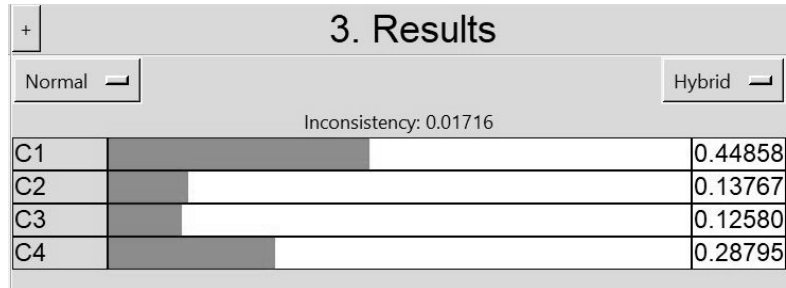 +
3. Results
Normal
Hybrid
Inconsistency: 0.01716
C1 0.44858
C2 0.13767
C3 0.12580
C4 0.28795